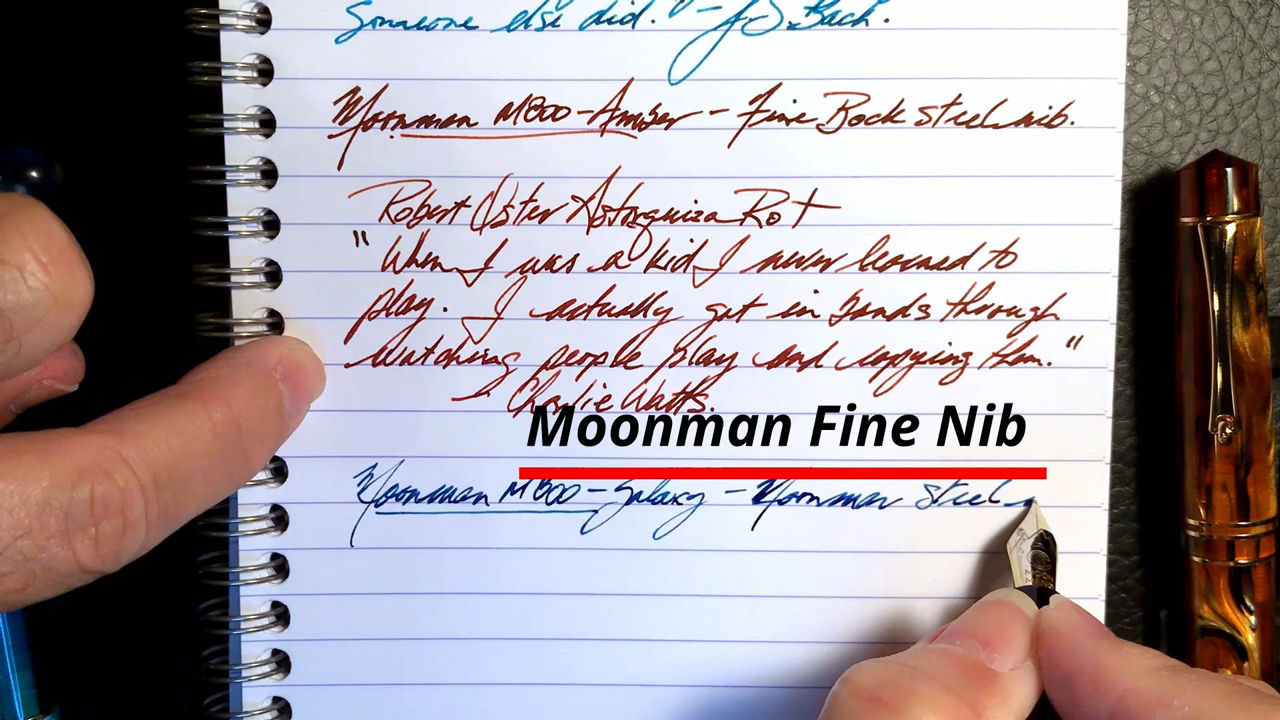 Someone else did." - J S Bach.
Moonman M800 - Amber - Fine Bock steel nib.
Robert Oster Astorquiza Rot
"When I was a kid I never learned to
play. I actually got in bands through
watching people play and copying them."
- Charlie Watts.
Moonman Fine Nib
Moonman M800 - Galaxy - Moonman steel